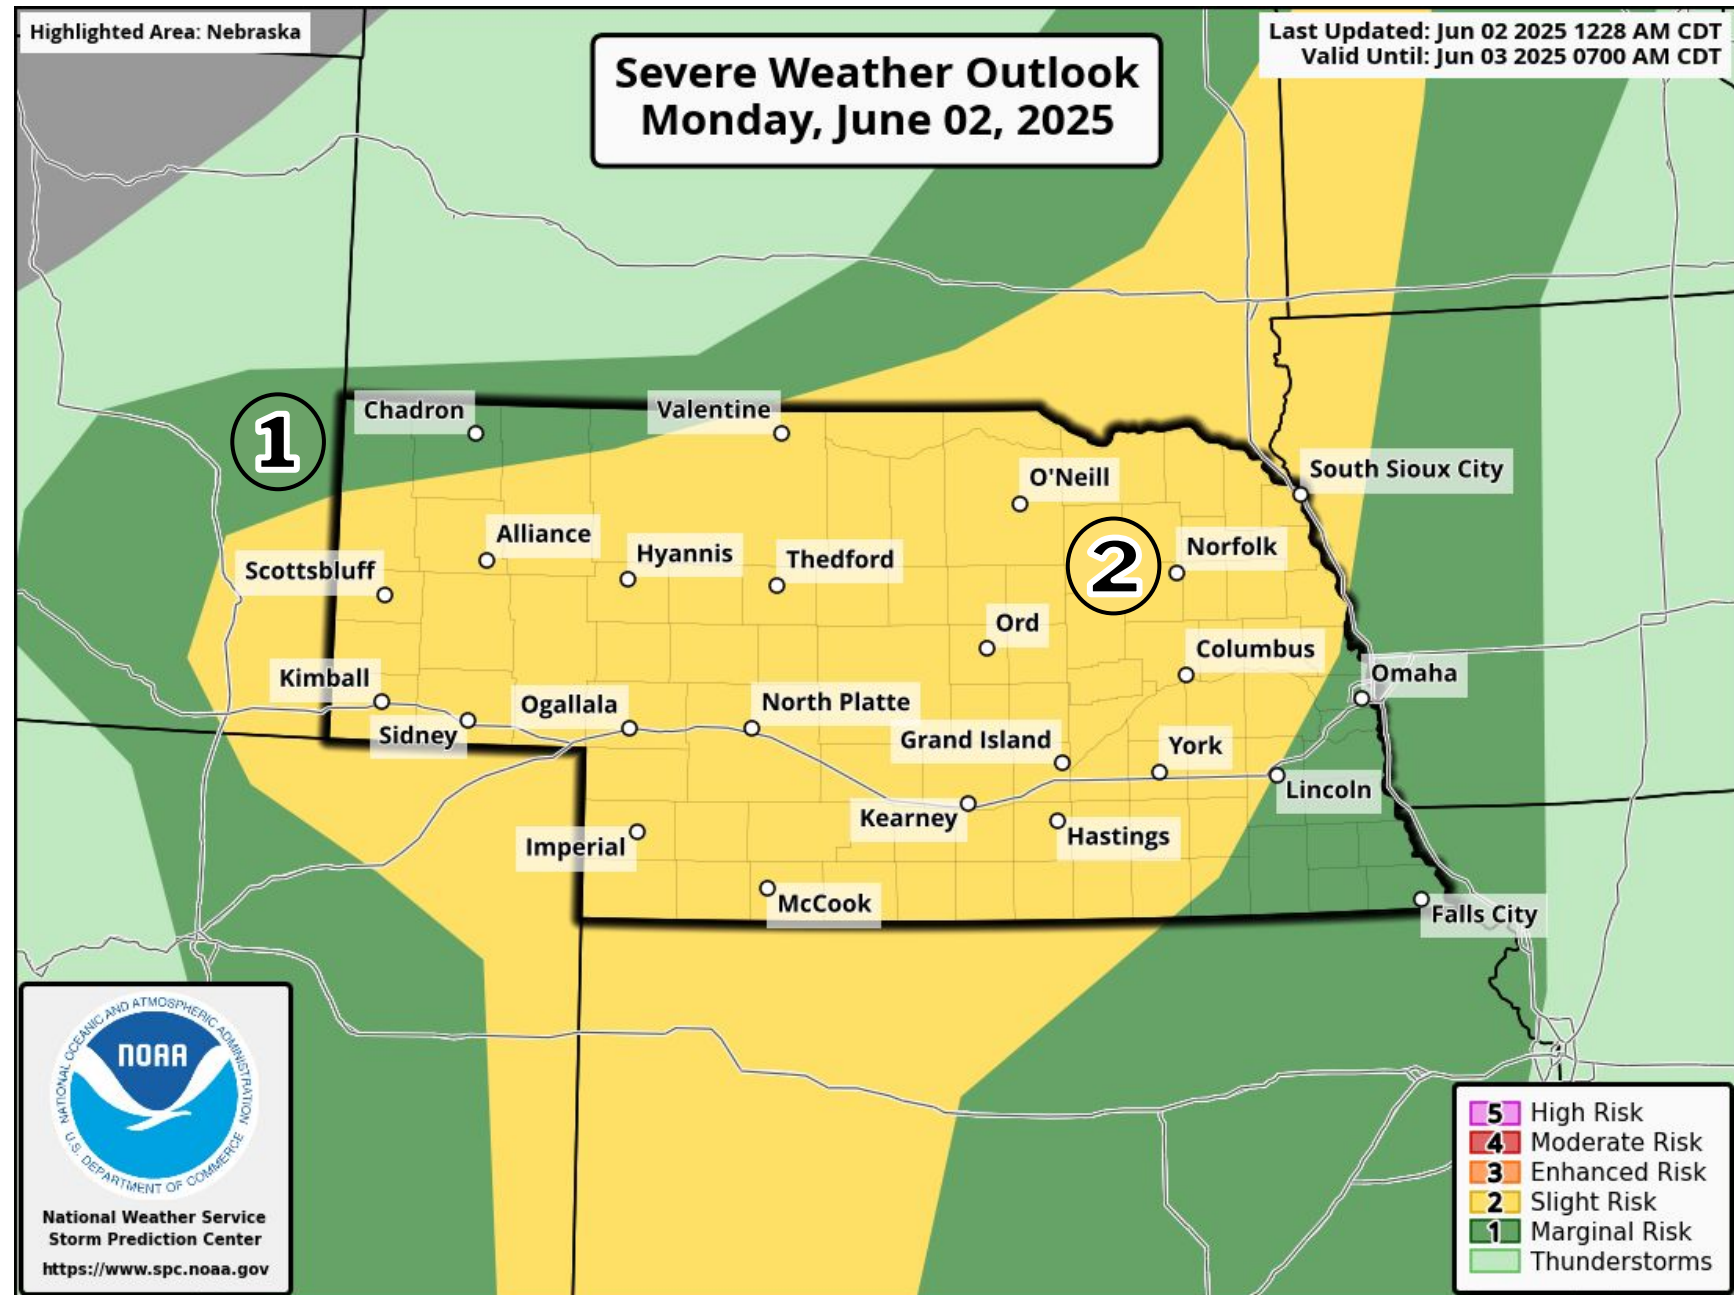 Highlighted Area: Nebraska
Last Updated: Jun 02 2025 1228 AM CDT
Valid Until: Jun 03 2025 0700 AM CDT
Severe Weather Outlook
Monday, June 02, 2025
1
Chadron
Valentine
O'Neill
South Sioux City
Alliance
Hyannis
Thedford
2
Norfolk
Scottsbluff
Ord
Columbus
Kimball
Omaha
Sidney
Ogallala
North Platte
Grand Island
York
Lincoln
Kearney
Hastings
Imperial
McCook
Falls City
NATIONAL OCEANIC AND ATMOSPHERIC ADMINISTRATION
NOAA
U.S. DEPARTMENT OF COMMERCE
National Weather Service
Storm Prediction Center
https://www.spc.noaa.gov
5 High Risk
4 Moderate Risk
3 Enhanced Risk
2 Slight Risk
1 Marginal Risk
Thunderstorms